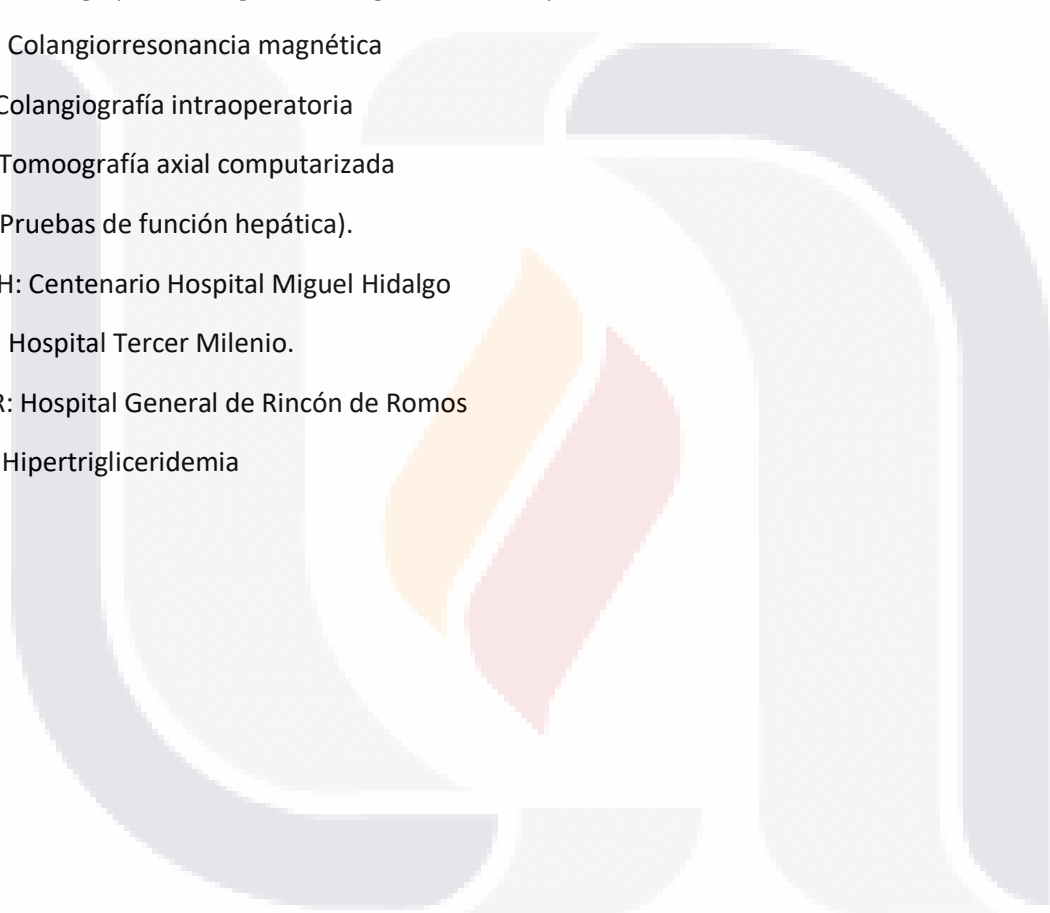 Colangiorresonancia magnética
Colangiografía intraoperatoria
Tomoografía axial computarizada
Pruebas de función hepática).
H: Centenario Hospital Miguel Hidalgo
Hospital Tercer Milenio.
R: Hospital General de Rincón de Romos
Hipertrigliceridemia